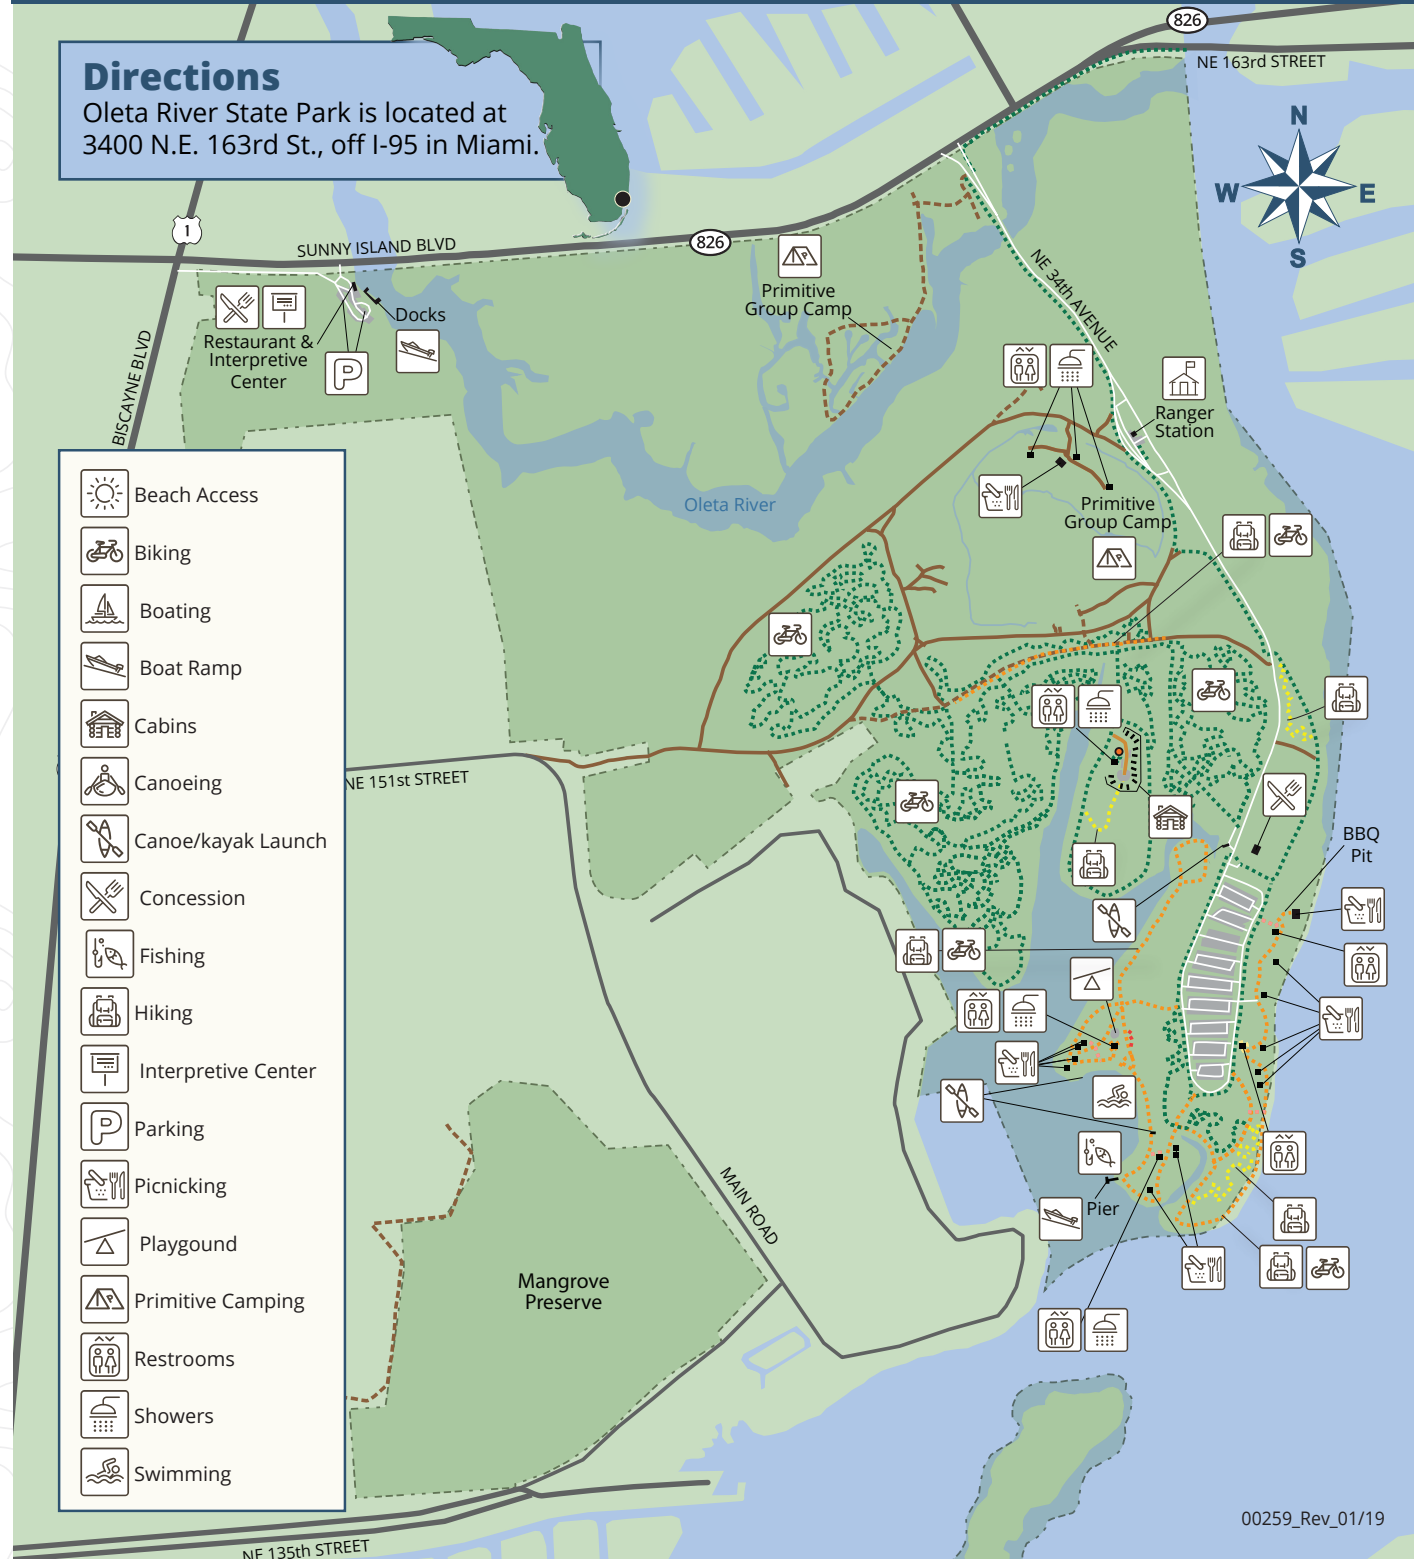 Directions
Oleta River State Park is located at
3400 N.E. 163rd St., off I-95 in Miami.
826
NE 163rd STREET
N
W
E
S
1
SUNNY ISLAND BLVD
826
NE 34th AVENUE
BISCAYNE BLVD
Primitive
Group Camp
Docks
Restaurant &
Interpretive
Center
P
Ranger
Station
Oleta River
Primitive
Group Camp
Beach Access
Biking
Boating
Boat Ramp
Cabins
Canoeing
Canoe/kayak Launch
Concession
Fishing
Hiking
Interpretive Center
P
Parking
Picnicking
Playgound
Primitive Camping
Restrooms
Showers
Swimming
NE 151st STREET
BBQ
Pit
MAIN ROAD
Pier
Mangrove
Preserve
NE 135th STREET
00259_Rev_01/19